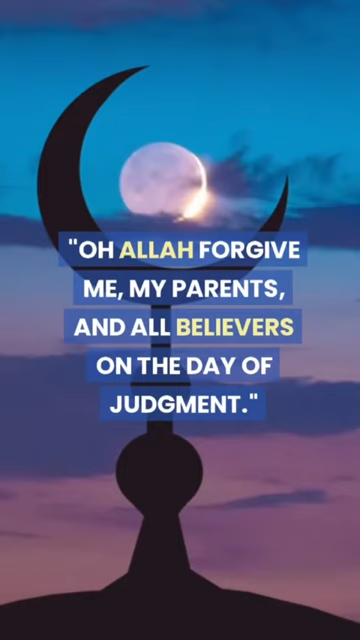 "OH ALLAH FORGIVE
ME, MY PARENTS,
AND ALL BELIEVERS
ON THE DAY OF
JUDGMENT."